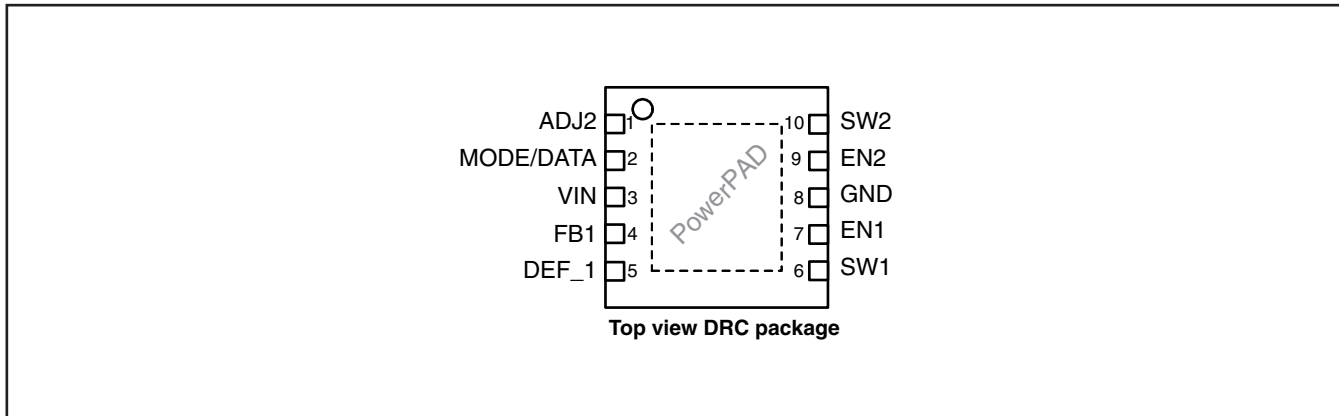 ADJ2 1 10 SW2
MODE/DATA 2 9 EN2
VIN 3 8 GND
FB1 4 7 EN1
DEF_1 5 6 SW1
PowerPAD
Top view DRC package